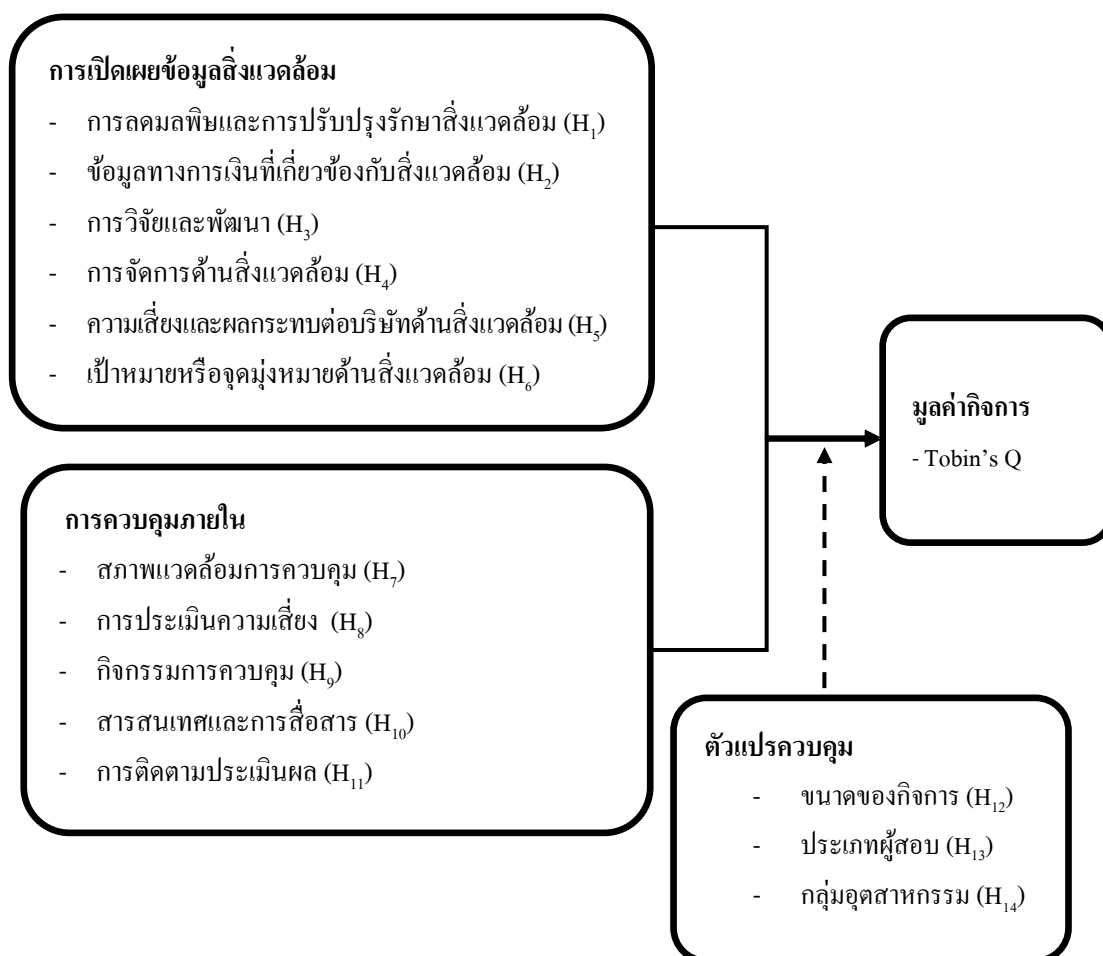 การเปิดเผยข้อมูลสิ่งแวดล้อม
- การลดมลพิษและการปรับปรุงรักษาสิ่งแวดล้อม (H₁)
- ข้อมูลทางการเงินที่เกี่ยวข้องกับสิ่งแวดล้อม (H₂)
- การวิจัยและพัฒนา (H₃)
- การจัดการด้านสิ่งแวดล้อม (H₄)
- ความเสี่ยงและผลกระทบต่อบริษัทด้านสิ่งแวดล้อม (H₅)
- เป้าหมายหรือจุดมุ่งหมายด้านสิ่งแวดล้อม (H₆)
การควบคุมภายใน
- สภาพแวดล้อมการควบคุม (H₇)
- การประเมินความเสี่ยง (H₈)
- กิจกรรมการควบคุม (H₉)
- สารสนเทศและการสื่อสาร (H₁₀)
- การติดตามประเมินผล (H₁₁)
มูลค่ากิจการ
- Tobin’s Q
ตัวแปรควบคุม
- ขนาดของกิจการ (H₁₂)
- ประเภทผู้สอบ (H₁₃)
- กลุ่มอุตสาหกรรม (H₁₄)